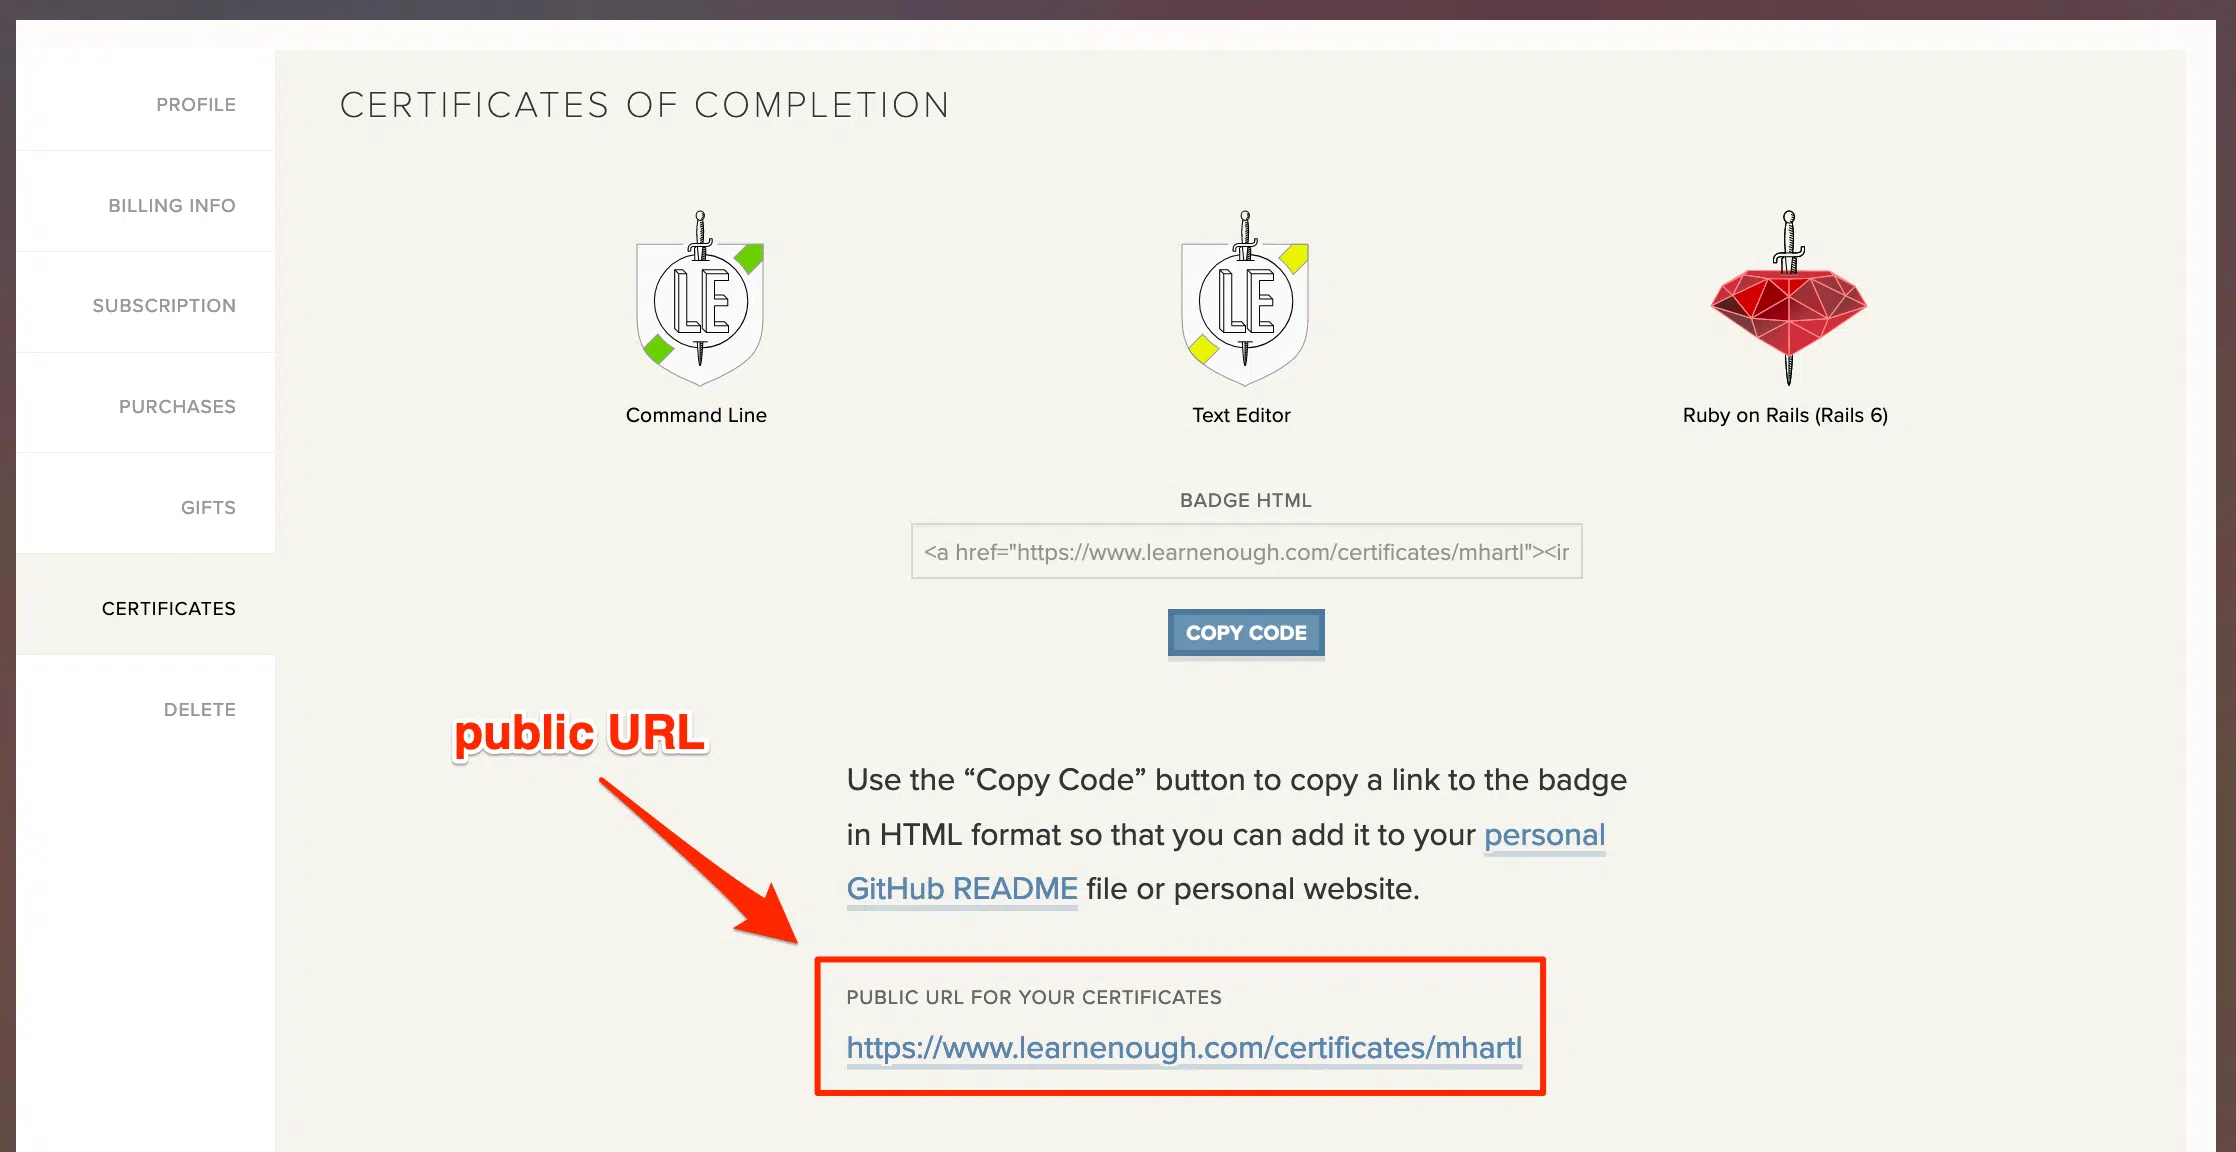 PROFILE
BILLING INFO
SUBSCRIPTION
PURCHASES
GIFTS
CERTIFICATES
DELETE
CERTIFICATES OF COMPLETION
LE
LE
Command Line
Text Editor
Ruby on Rails (Rails 6)
BADGE HTML
<a href="https://www.learnenough.com/certificates/mhartl"><ir
COPY CODE
public URL
Use the “Copy Code” button to copy a link to the badge
in HTML format so that you can add it to your personal
GitHub README file or personal website.
PUBLIC URL FOR YOUR CERTIFICATES
https://www.learnenough.com/certificates/mhartl